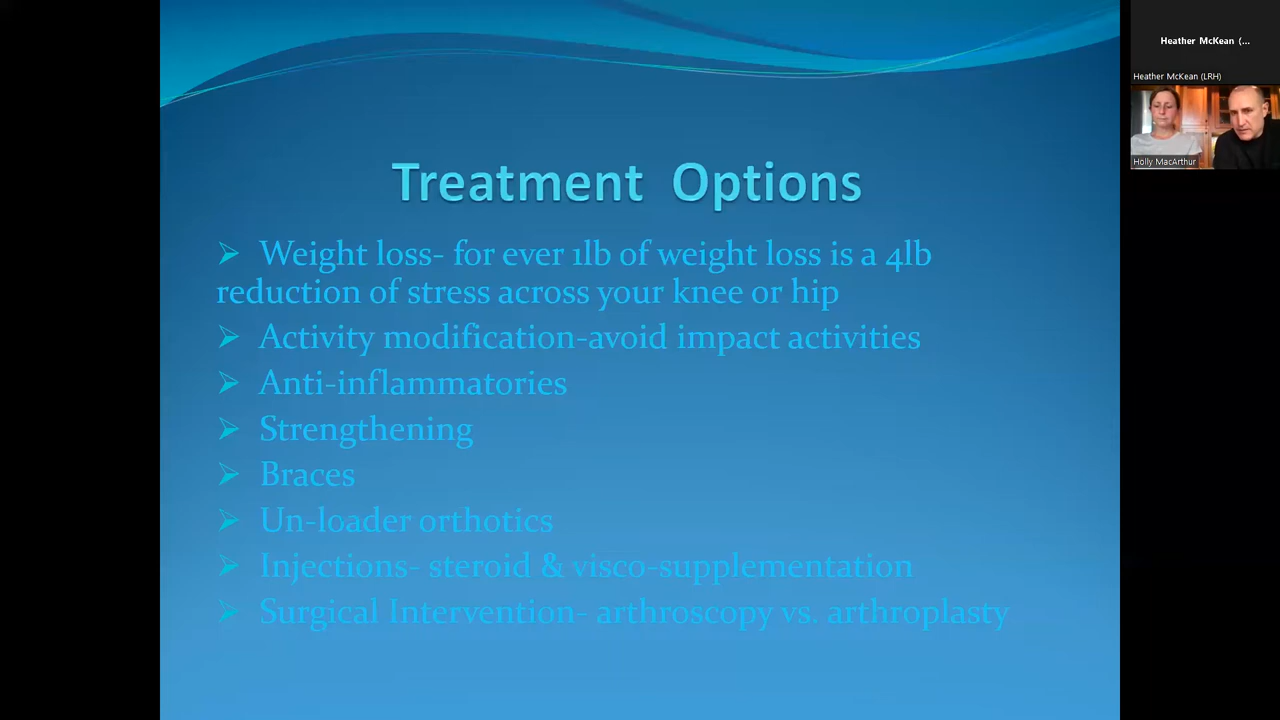 Treatment Options
➢ Weight loss- for ever 1lb of weight loss is a 4lb
reduction of stress across your knee or hip
➢ Activity modification-avoid impact activities
➢ Anti-inflammatories
➢ Strengthening
➢ Braces
➢ Un-loader orthotics
➢ Injections- steroid & visco-supplementation
➢ Surgical Intervention- arthroscopy vs. arthroplasty
Heather McKean (...
Heather McKean (LRH)
Holly MacArthur